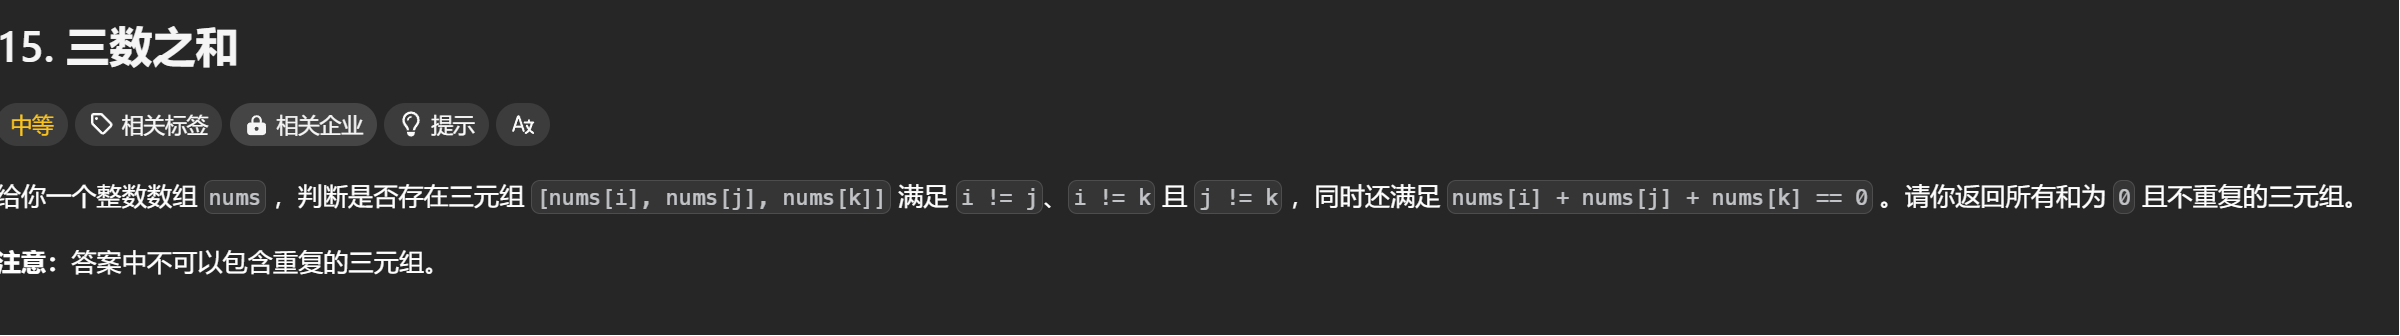 15. 三数之和
中等 相关标签 相关企业 提示
给你一个整数数组 nums ，判断是否存在三元组 [nums[i], nums[j], nums[k]] 满足 i != j、i != k 且 j != k ，同时还满足 nums[i] + nums[j] + nums[k] == 0 。请你返回所有和为 0 且不重复的三元组。
注意：答案中不可以包含重复的三元组。